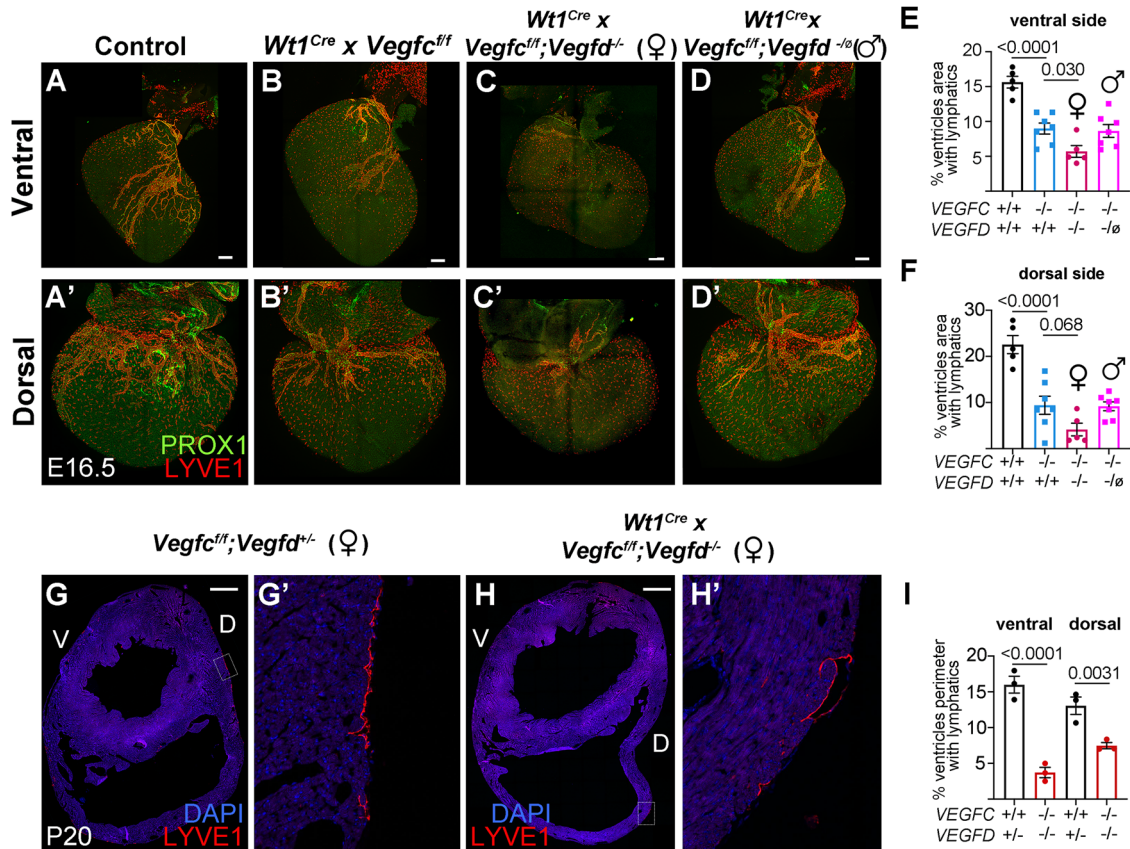 Control
Wt1Cre x Vegfcf/f
Wt1Cre x
Vegfcf/f;Vegfd-/- (♀)
Wt1Cre x
Vegfcf/f;Vegfd -/ø (♂)
Ventral
A
B
C
D
Dorsal
A'
B'
C'
D'
PROX1
E16.5
LYVE1
E
ventral side
% ventricles area
with lymphatics
20
15
10
5
<0.0001
0.030
♀
♂
VEGFC +/+ -/- -/- -/-
VEGFD +/+ +/+ -/- -/ø
F
dorsal side
% ventricles area
with lymphatics
30
20
10
<0.0001
0.068
♀
♂
VEGFC +/+ -/- -/- -/-
VEGFD +/+ +/+ -/- -/ø
Vegfcf/f;Vegfd+/- (♀)
Wt1Cre x
Vegfcf/f;Vegfd-/- (♀)
G
V
D
DAPI
P20
LYVE1
G'
H
V
D
DAPI
LYVE1
H'
I
ventral dorsal
% ventricles perimeter
with lymphatics
20
15
10
5
<0.0001
0.0031
VEGFC +/+ -/- +/+ -/-
VEGFD +/- -/- +/- -/-